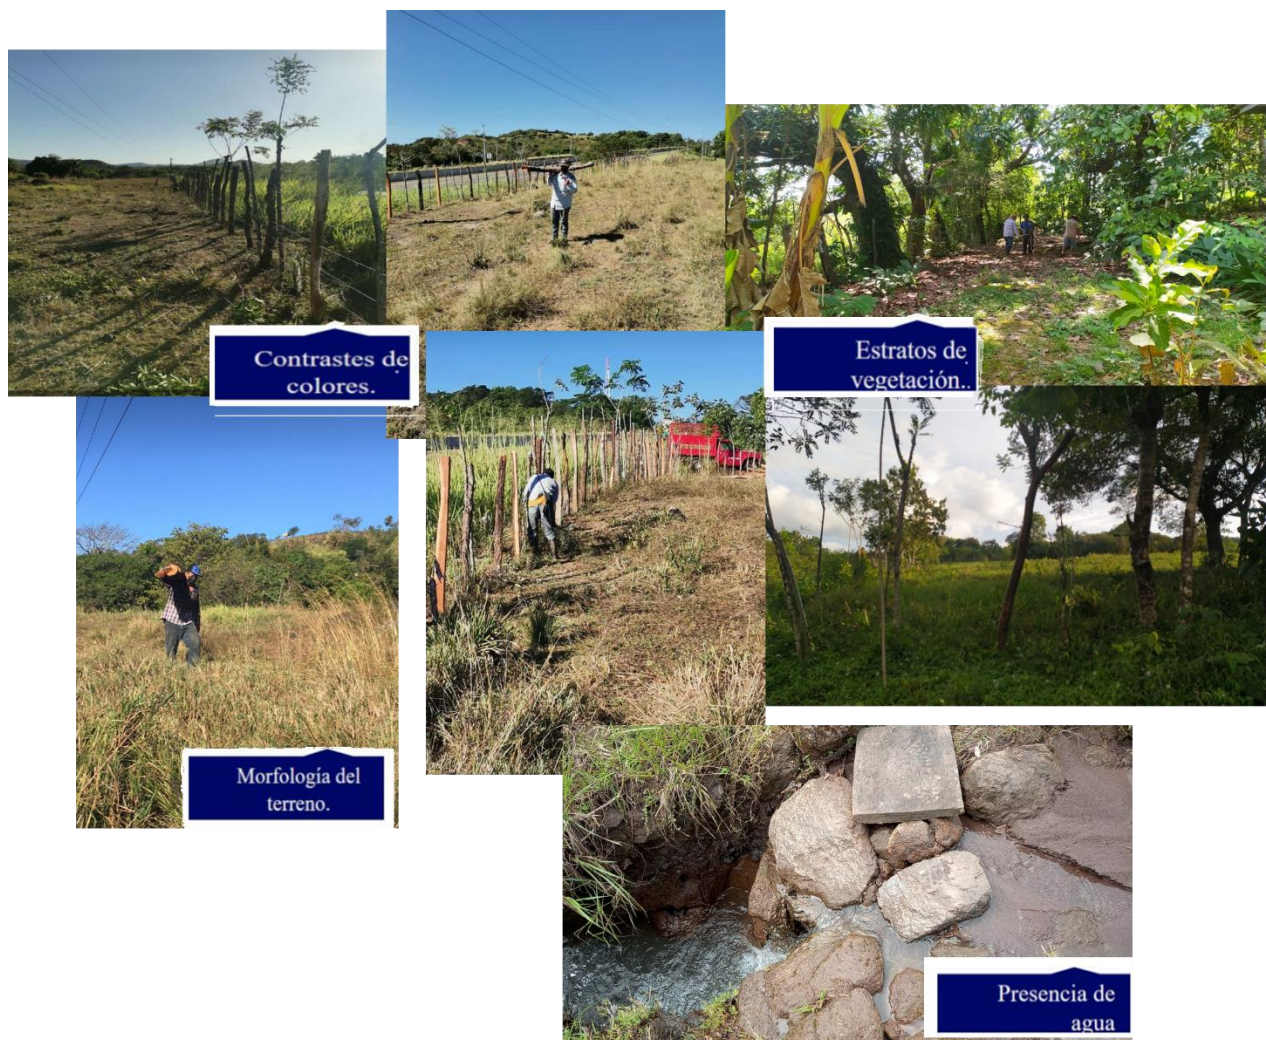 Contrastes de
colores.
Estratos de
vegetación..
Morfología del
terreno.
Presencia de
agua